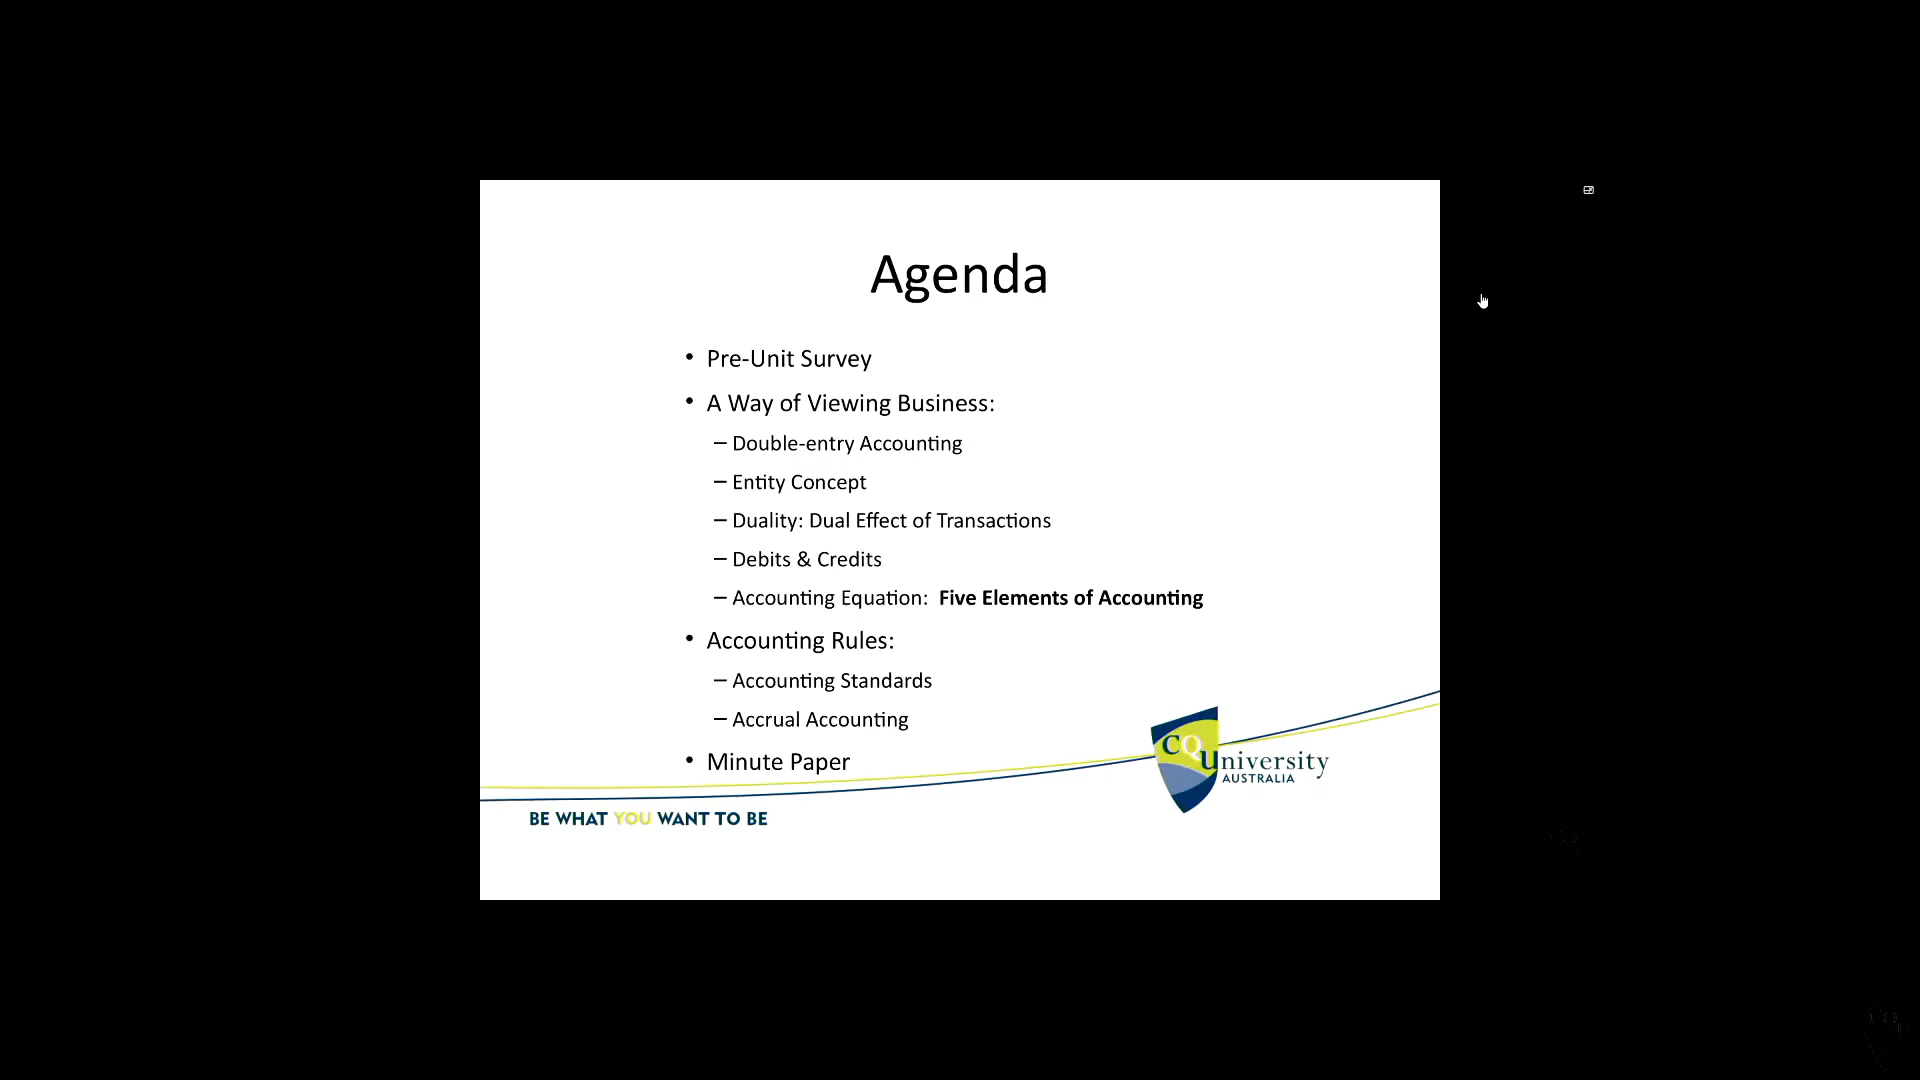 Agenda
• Pre-Unit Survey
• A Way of Viewing Business:
– Double-entry Accounting
– Entity Concept
– Duality: Dual Effect of Transactions
– Debits & Credits
– Accounting Equation:  Five Elements of Accounting
• Accounting Rules:
– Accounting Standards
– Accrual Accounting
• Minute Paper
CQUniversity
AUSTRALIA
BE WHAT YOU WANT TO BE